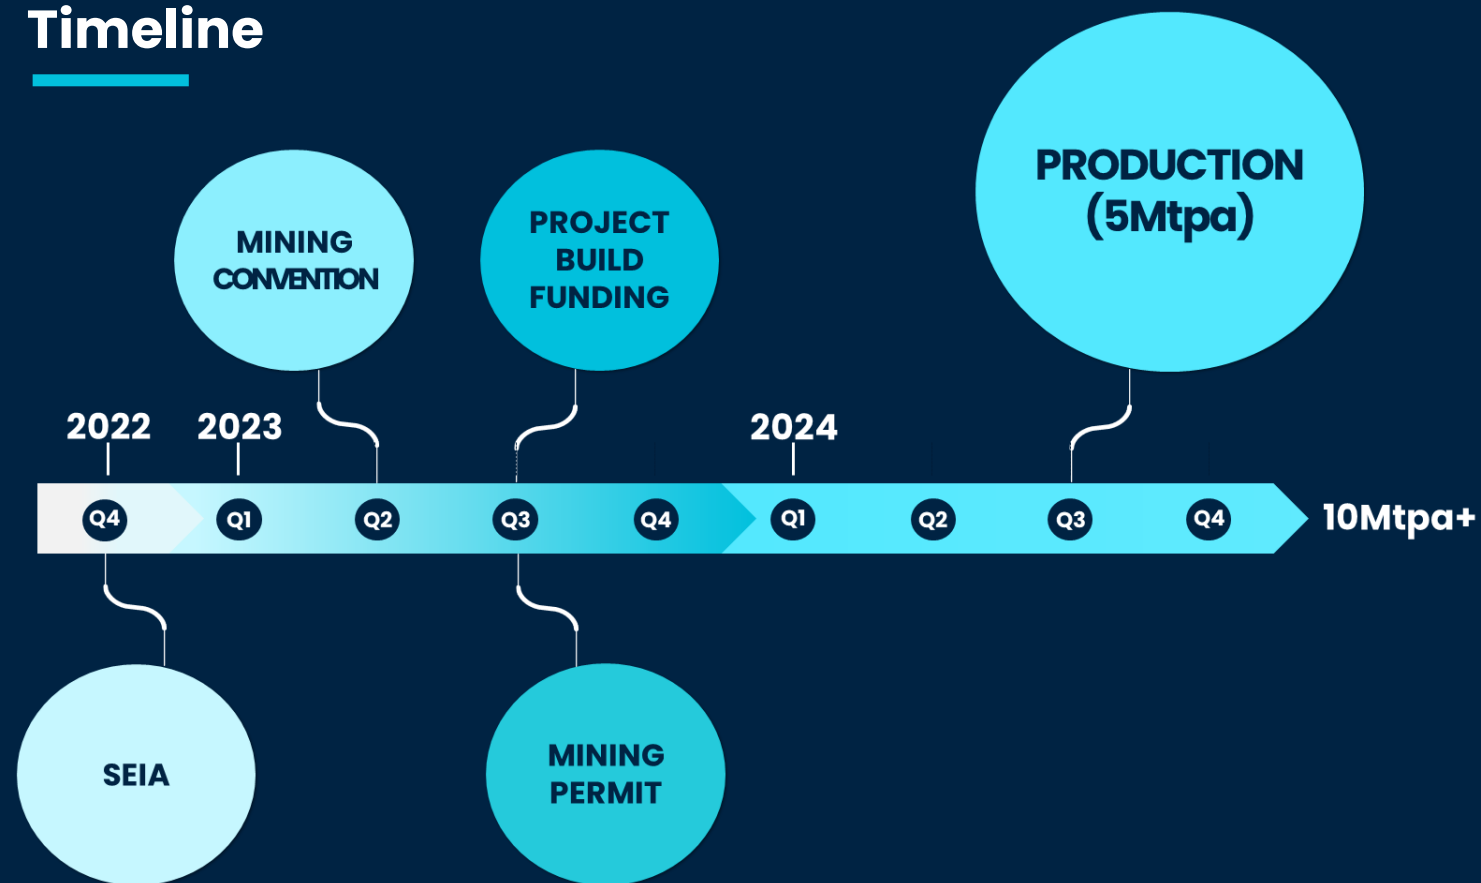 Timeline
PRODUCTION
(5Mtpa)
MINING
CONVENTION
PROJECT
BUILD
FUNDING
2022
2023
2024
Q4
Q1
Q2
Q3
Q4
Q1
Q2
Q3
Q4
10Mtpa+
SEIA
MINING
PERMIT